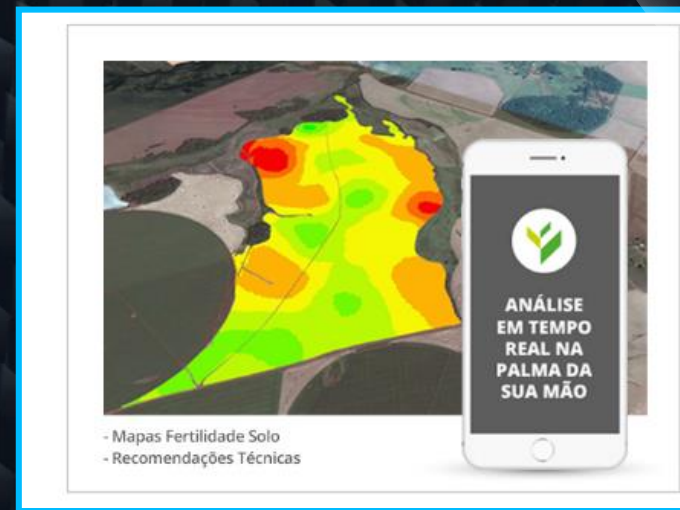 ANÁLISE
EM TEMPO
REAL NA
PALMA DA
SUA MÃO
- Mapas Fertilidade Solo
- Recomendações Técnicas